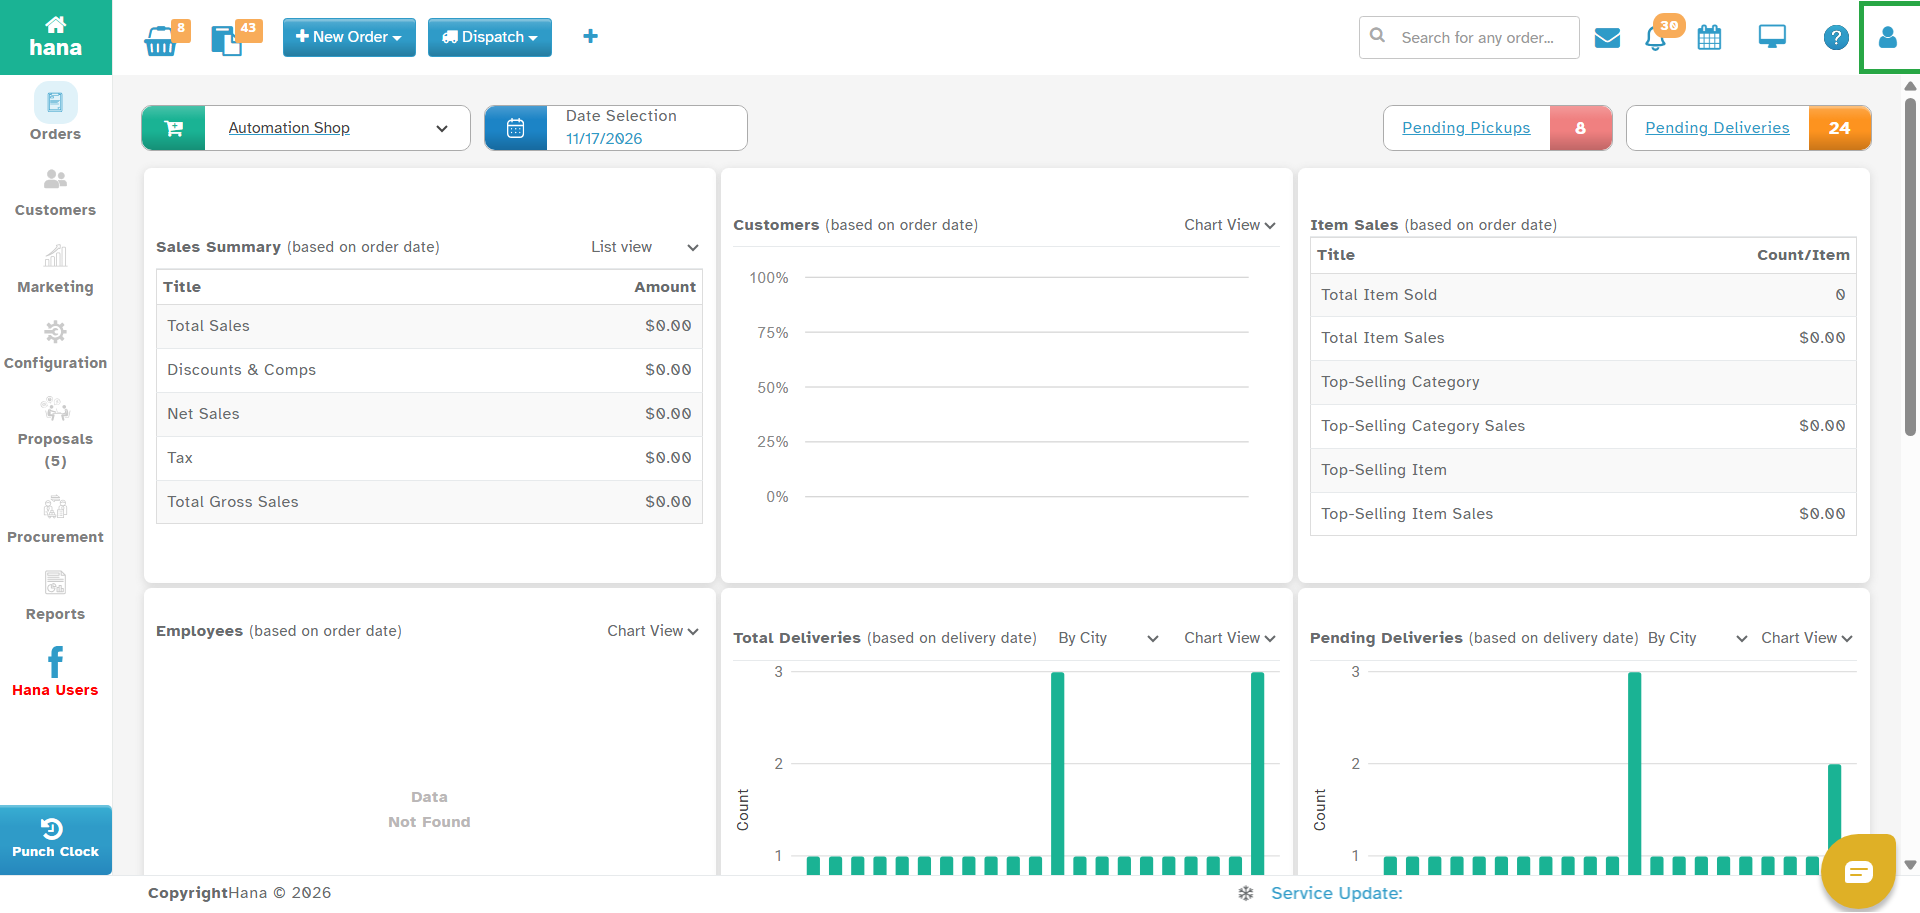 hana
8
43
New Order
Dispatch
Search for any order...
30
?
Orders
Customers
Marketing
Configuration
Proposals
(5)
Procurement
Reports
Hana Users
Punch Clock
Automation Shop
Date Selection
11/17/2026
Pending Pickups 8
Pending Deliveries 24
Sales Summary (based on order date) List view
Title Amount
Total Sales $0.00
Discounts & Comps $0.00
Net Sales $0.00
Tax $0.00
Total Gross Sales $0.00
Customers (based on order date) Chart View
100%
75%
50%
25%
0%
Item Sales (based on order date)
Title Count/Item
Total Item Sold 0
Total Item Sales $0.00
Top-Selling Category
Top-Selling Category Sales $0.00
Top-Selling Item
Top-Selling Item Sales $0.00
Employees (based on order date) Chart View
Data
Not Found
Total Deliveries (based on delivery date) By City Chart View
3
2
1
Count
Pending Deliveries (based on delivery date) By City Chart View
3
2
1
Count
CopyrightHana © 2026
Service Update: